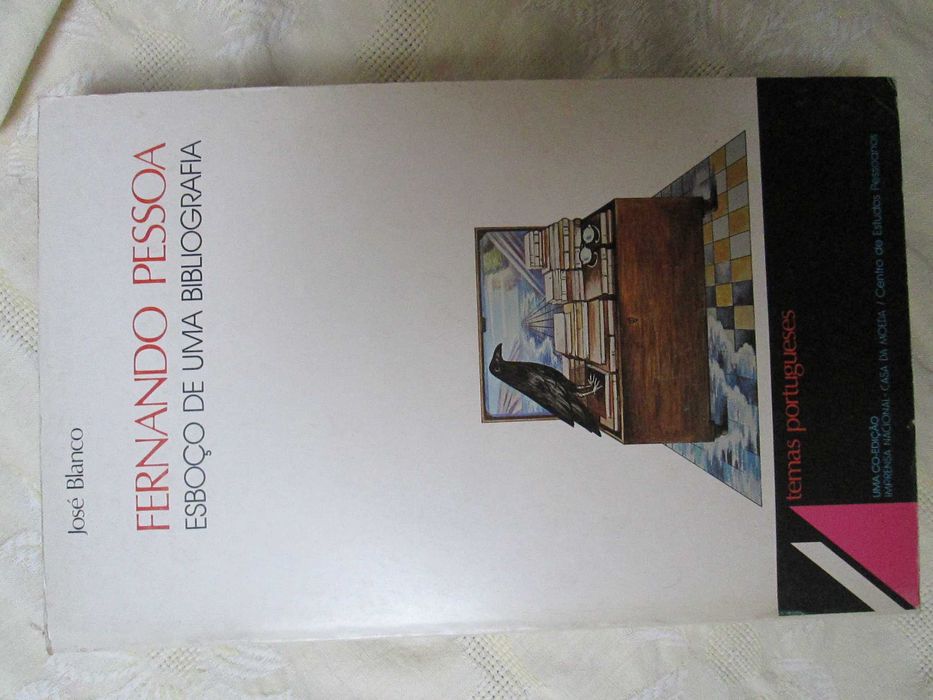 José Blanco
FERNANDO PESSOA
ESBOÇO DE UMA BIBLIOGRAFIA
temas portugueses
UMA CO-EDIÇÃO
IMPRENSA NACIONAL-CASA DA MOEDA / Centro de Estudos Pessoanos